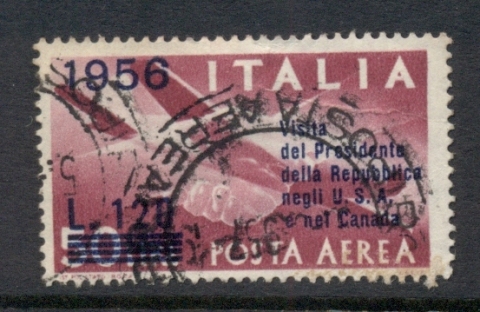 1956
ITALIA
Visita
del Presidente
della Repubblica
negli U. S. A.
e nel Canada
L. 120
50
POSTA AEREA